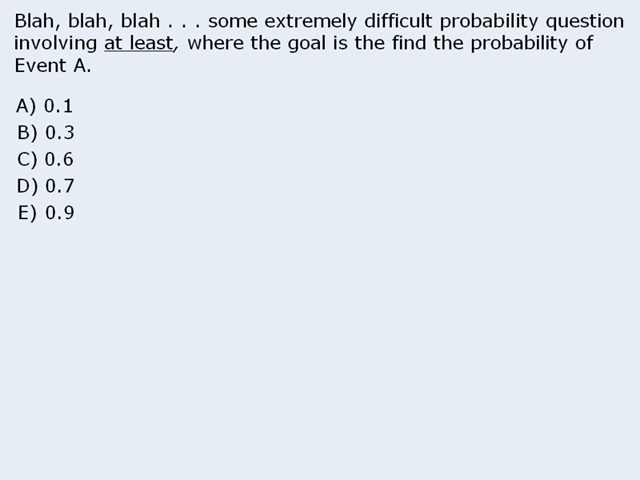 Blah, blah, blah . . . some extremely difficult probability question
involving at least, where the goal is the find the probability of
Event A.
A) 0.1
B) 0.3
C) 0.6
D) 0.7
E) 0.9